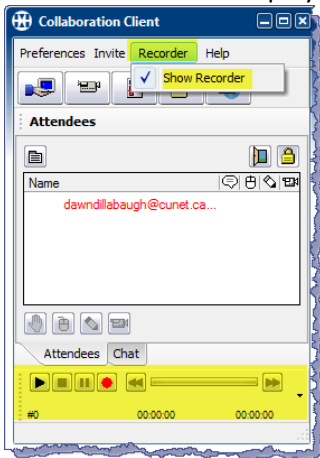 Collaboration Client
Preferences Invite Recorder Help
✓ Show Recorder
Attendees
Name
dawndillabaugh@cunet.ca...
Attendees Chat
#0 00:00:00 00:00:00